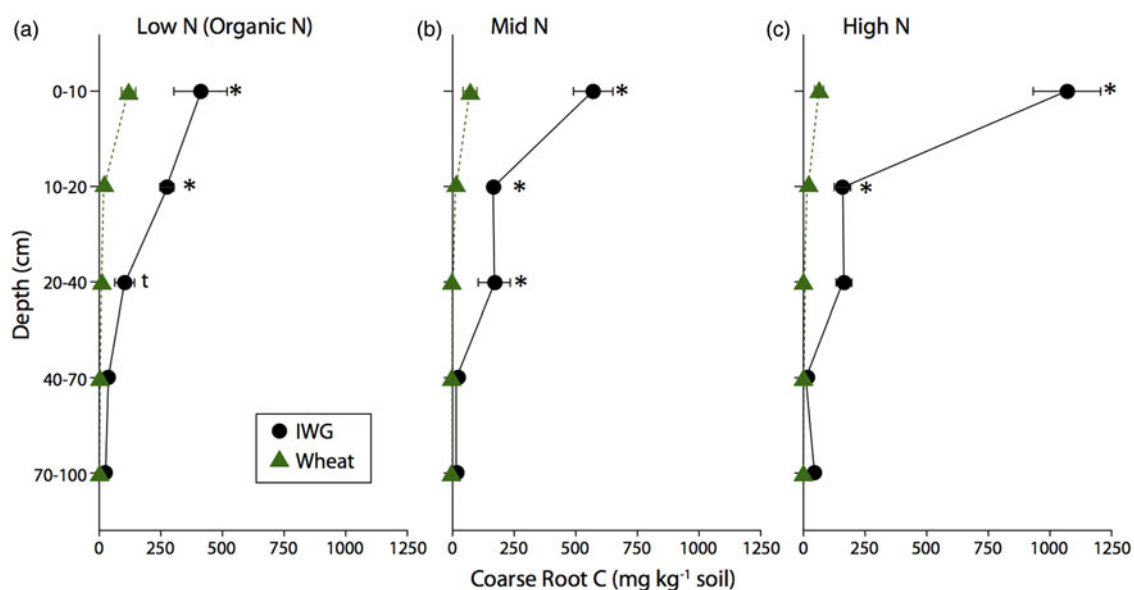 (a) Low N (Organic N)
(b) Mid N
(c) High N
Depth (cm)
0-10
*
*
*
10-20
*
*
*
20-40
t
*
40-70
70-100
IWG
Wheat
0 250 500 750 1000 1250
0 250 500 750 1000 1250
0 250 500 750 1000 1250
Coarse Root C (mg kg⁻¹ soil)